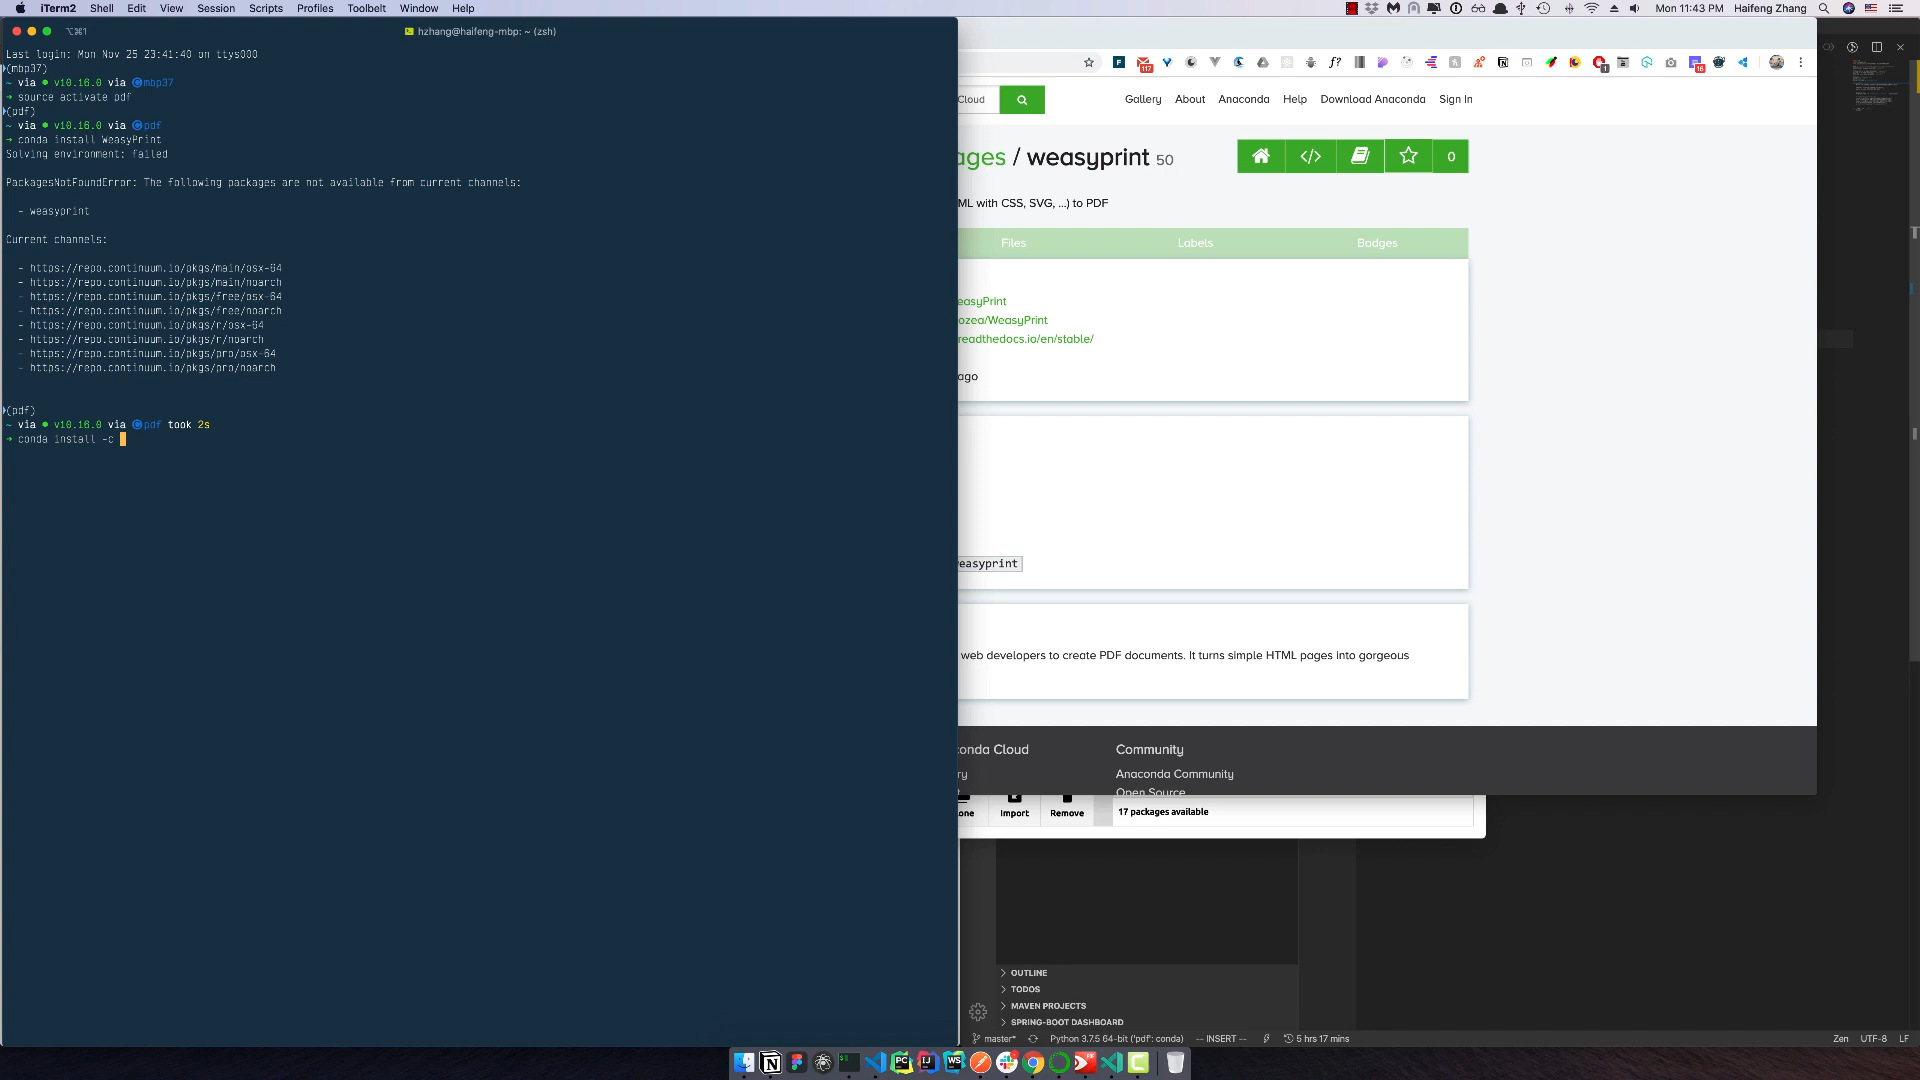 iTerm2 Shell Edit View Session Scripts Profiles Toolbelt Window Help
Mon 11:43 PM Haifeng Zhang
hzhang@haifeng-mbp: ~ (zsh)
Last login: Mon Nov 25 23:41:40 on ttys000
(mbp37)
~ via ● v10.16.0 via mbp37
➜ source activate pdf
(pdf)
~ via ● v10.16.0 via pdf
➜ conda install WeasyPrint
Solving environment: failed
PackagesNotFoundError: The following packages are not available from current channels:
- weasyprint
Current channels:
- https://repo.continuum.io/pkgs/main/osx-64
- https://repo.continuum.io/pkgs/main/noarch
- https://repo.continuum.io/pkgs/free/osx-64
- https://repo.continuum.io/pkgs/free/noarch
- https://repo.continuum.io/pkgs/r/osx-64
- https://repo.continuum.io/pkgs/r/noarch
- https://repo.continuum.io/pkgs/pro/osx-64
- https://repo.continuum.io/pkgs/pro/noarch
(pdf)
~ via ● v10.16.0 via pdf took 2s
➜ conda install -c
Cloud
Gallery About Anaconda Help Download Anaconda Sign In
ages / weasyprint 50
0
ML with CSS, SVG, ...) to PDF
Files Labels Badges
easyPrint
ozea/WeasyPrint
readthedocs.io/en/stable/
ago
weasyprint
web developers to create PDF documents. It turns simple HTML pages into gorgeous
conda Cloud Community
ry Anaconda Community
Open Source
one Import Remove 17 packages available
OUTLINE
TODOS
MAVEN PROJECTS
SPRING-BOOT DASHBOARD
master* Python 3.7.5 64-bit ('pdf': conda) -- INSERT -- 5 hrs 17 mins Zen UTF-8 LF